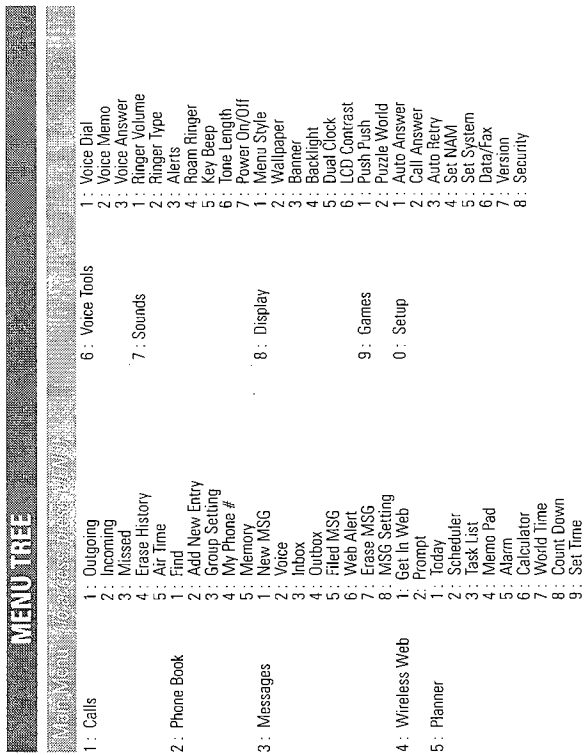 MENU TREE
Main Menu
1: Calls 1: Outgoing
2: Incoming
3: Missed
4: Erase History
5: Air Time
2: Phone Book 1: Find
2: Add New Entry
3: Group Setting
4: My Phone #
5: Memory
3: Messages 1: New MSG
2: Voice
3: Inbox
4: Outbox
5: Filed MSG
6: Web Alert
7: Erase MSG
8: MSG Setting
4: Wireless Web 1: Get In Web
2: Prompt
5: Planner 1: Today
2: Scheduler
3: Task List
4: Memo Pad
5: Alarm
6: Calculator
7: World Time
8: Count Down
9: Set Time
6: Voice Tools 1: Voice Dial
2: Voice Memo
3: Voice Answer
7: Sounds 1: Ringer Volume
2: Ringer Type
3: Alerts
4: Roam Ringer
5: Key Beep
6: Tone Length
7: Power On/Off
8: Display 1: Menu Style
2: Wallpaper
3: Banner
4: Backlight
5: Dual Clock
6: LCD Contrast
9: Games 1: Push Push
2: Puzzle World
0: Setup 1: Auto Answer
2: Call Answer
3: Auto Retry
4: Set NAM
5: Set System
6: Data/Fax
7: Version
8: Security